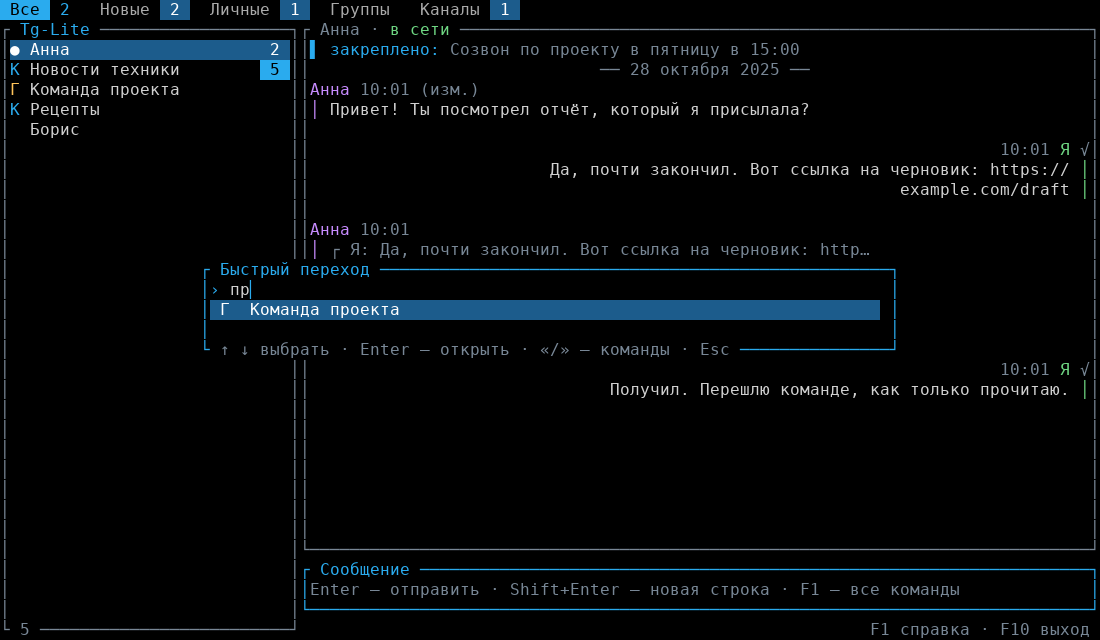 Все 2 Новые 2 Личные 1 Группы Каналы 1
Tg-Lite
Анна · в сети
● Анна 2
закреплено: Созвон по проекту в пятницу в 15:00
К Новости техники 5
── 28 октября 2025 ──
Г Команда проекта
Анна 10:01 (изм.)
К Рецепты
Привет! Ты посмотрел отчёт, который я присылала?
Борис
10:01 Я √
Да, почти закончил. Вот ссылка на черновик: https://
example.com/draft
Анна 10:01
┌ Я: Да, почти закончил. Вот ссылка на черновик: http…
Быстрый переход
› пр
Г Команда проекта
↑ ↓ выбрать · Enter — открыть · «/» — команды · Esc
10:01 Я √
Получил. Перешлю команде, как только прочитаю.
Сообщение
Enter — отправить · Shift+Enter — новая строка · F1 — все команды
5
F1 справка · F10 выход